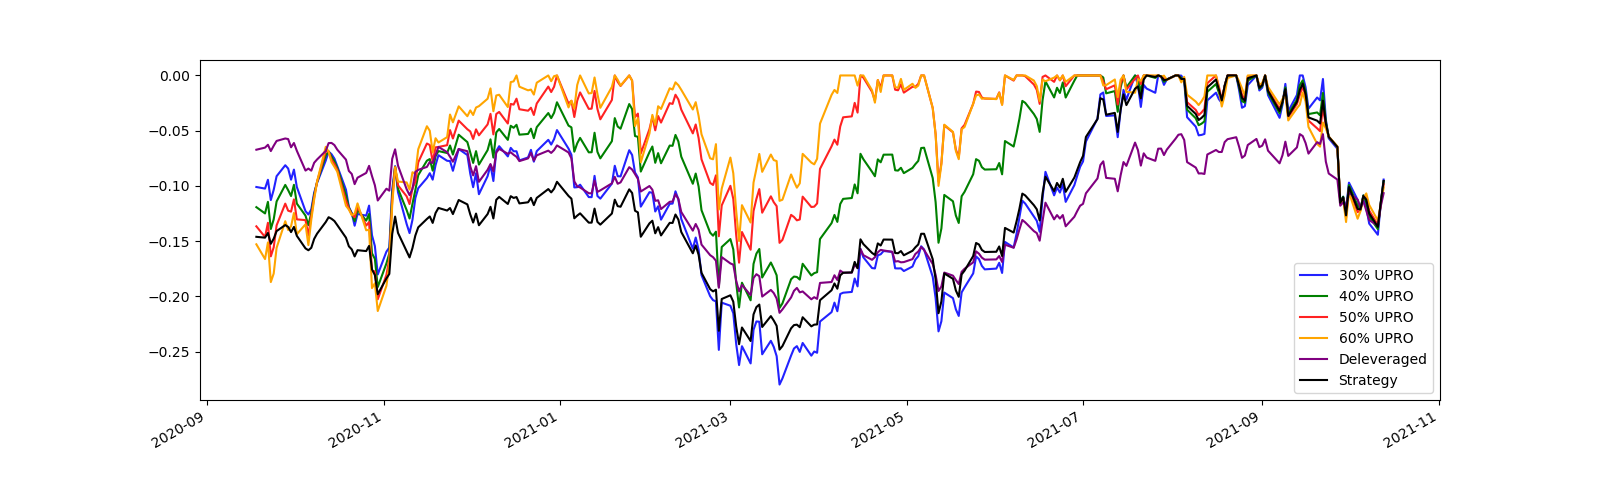 0.00
−0.05
−0.10
−0.15
−0.20
−0.25
2020-09
2020-11
2021-01
2021-03
2021-05
2021-07
2021-09
2021-11
30% UPRO
40% UPRO
50% UPRO
60% UPRO
Deleveraged
Strategy